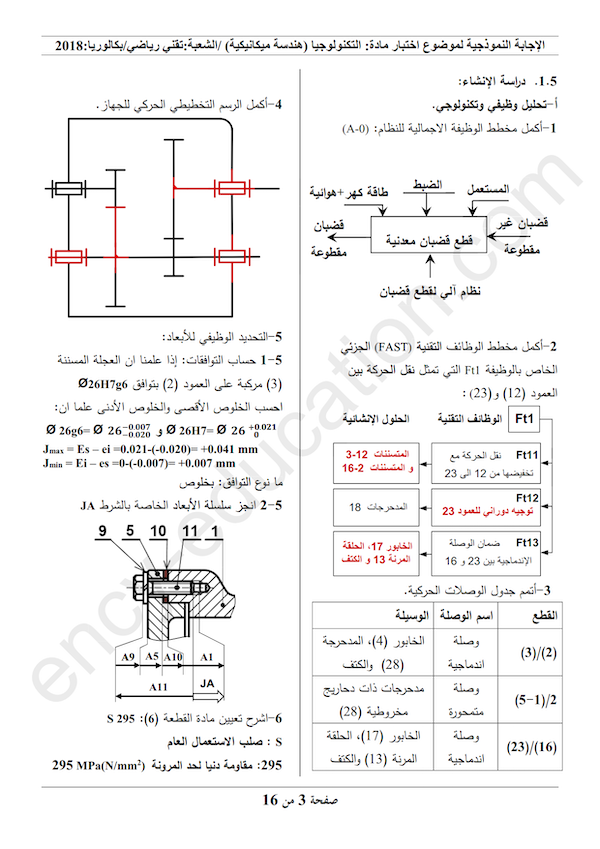 الإجابة النموذجية لموضوع اختبار مادة: التكنولوجيا (هندسة ميكانيكية) /الشعبة:تقني رياضي/بكالوريا:2018
1.5. دراسة الإنشاء:
أ-تحليل وظيفي وتكنولوجي.
1-أكمل مخطط الوظيفة الاجمالية للنظام: (A-0)
طاقة كهر+هوائية
الضبط
المستعمل
قضبان غير
مقطوعة
قطع قضبان معدنية
قضبان
مقطوعة
نظام آلي لقطع قضبان
2-أكمل مخطط الوظائف التقنية (FAST) الجزئي
الخاص بالوظيفة Ft1 التي تمثل نقل الحركة بين
العمود (12) و (23) :
Ft1 الوظائف التقنية الحلول الإنشائية
Ft11
نقل الحركة مع
تخفيضها من 12 الى 23
المتسننات 12-3
و المتسننات 2-16
Ft12
توجيه دوراني للعمود 23
المدحرجات 18
Ft13
ضمان الوصلة
الإندماجية بين 23 و 16
الخابور 17، الحلقة
المرنة 13 و الكتف
3-أتمم جدول الوصلات الحركية.
القطع اسم الوصلة الوسيلة
(2)/(3) وصلة اندماجية الخابور (4)، المدحرجة (28) والكتف
2/(1-5) وصلة متمحورة مدحرجات ذات دحاريج مخروطية (28)
(16)/(23) وصلة اندماجية الخابور (17)، الحلقة المرنة (13) والكتف
4-أكمل الرسم التخطيطي الحركي للجهاز.
5-التحديد الوظيفي للأبعاد:
5-1 حساب التوافقات: إذا علمنا ان العجلة المسننة
(3) مركبة على العمود (2) بتوافق Ø26H7g6
احسب الخلوص الأقصى والخلوص الأدنى علما ان:
Ø 26g6= Ø 26 −0.007 −0.020 و Ø 26H7= Ø 26 +0.021 0
Jmax = Es – ei =0.021-(-0.020)= +0.041 mm
Jmin = Ei – es =0-(-0.007)= +0.007 mm
ما نوع التوافق: بخلوص
5-2 انجز سلسلة الأبعاد الخاصة بالشرط JA
9 5 10 11 1
A9 A5 A10 A1
A11 JA
6-اشرح تعيين مادة القطعة (6): S 295
S : صلب الاستعمال العام
295: مقاومة دنيا لحد المرونة 295 MPa(N/mm²)
صفحة 3 من 16
ency-education.com